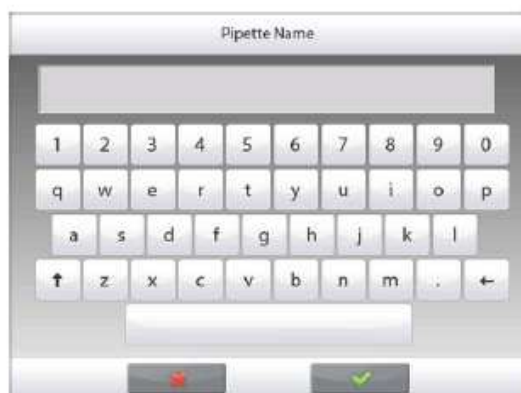 Pipette Name
1 2 3 4 5 6 7 8 9 0
q w e r t y u i o p
a s d f g h j k l
z x c v b n m .